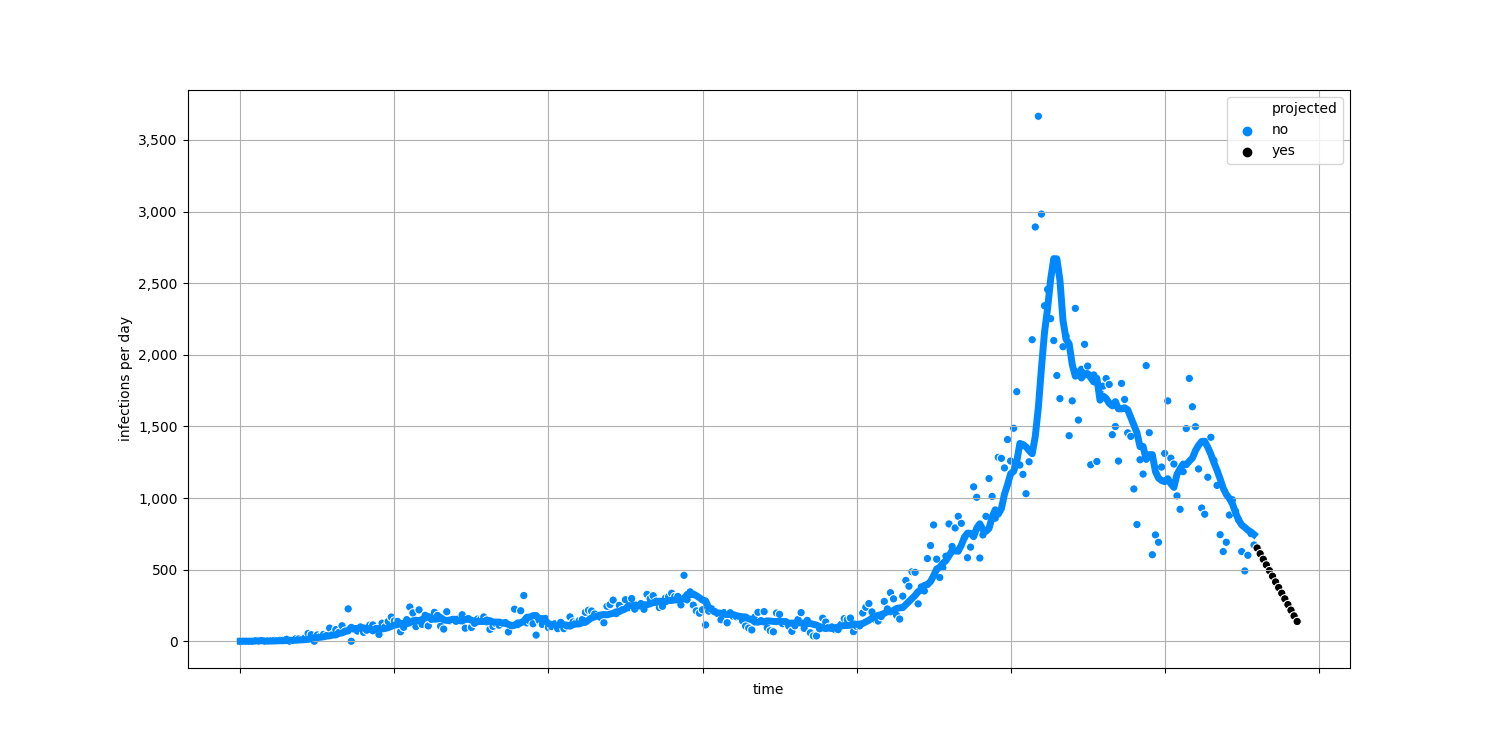 projected
no
yes
3,500
3,000
2,500
2,000
1,500
1,000
500
0
infections per day
time